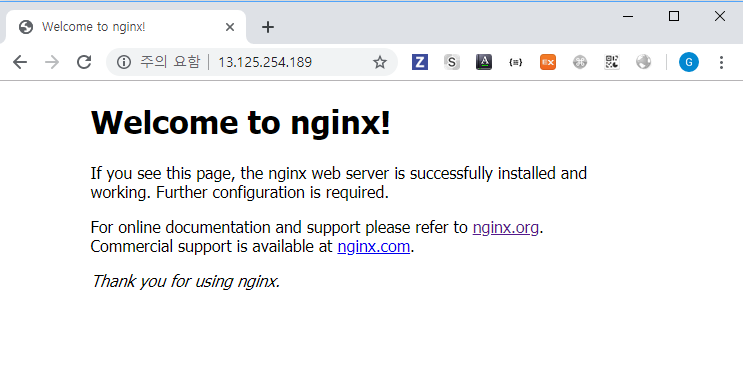 Welcome to nginx!
주의 요함 | 13.125.254.189
Z S A {≡} G
Welcome to nginx!
If you see this page, the nginx web server is successfully installed and
working. Further configuration is required.
For online documentation and support please refer to nginx.org.
Commercial support is available at nginx.com.
Thank you for using nginx.